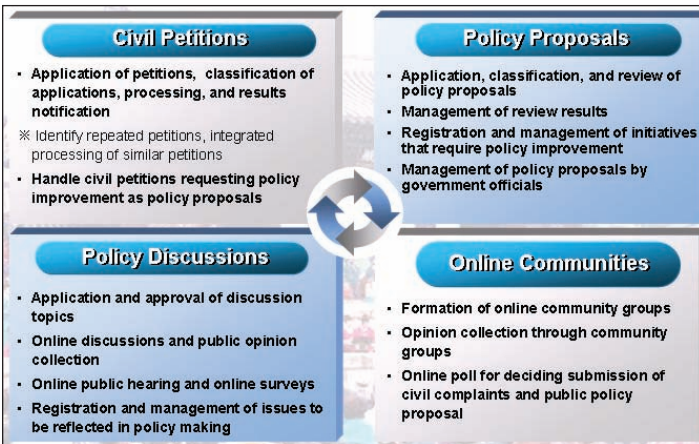 Civil Petitions
· Application of petitions, classification of
applications, processing, and results
notification
※ Identify repeated petitions, integrated
processing of similar petitions
· Handle civil petitions requesting policy
improvement as policy proposals
Policy Proposals
· Application, classification, and review of
policy proposals
· Management of review results
· Registration and management of initiatives
that require policy improvement
· Management of policy proposals by
government officials
Policy Discussions
· Application and approval of discussion
topics
· Online discussions and public opinion
collection
· Online public hearing and online surveys
· Registration and management of issues to
be reflected in policy making
Online Communities
· Formation of online community groups
· Opinion collection through community
groups
· Online poll for deciding submission of
civil complaints and public policy
proposal